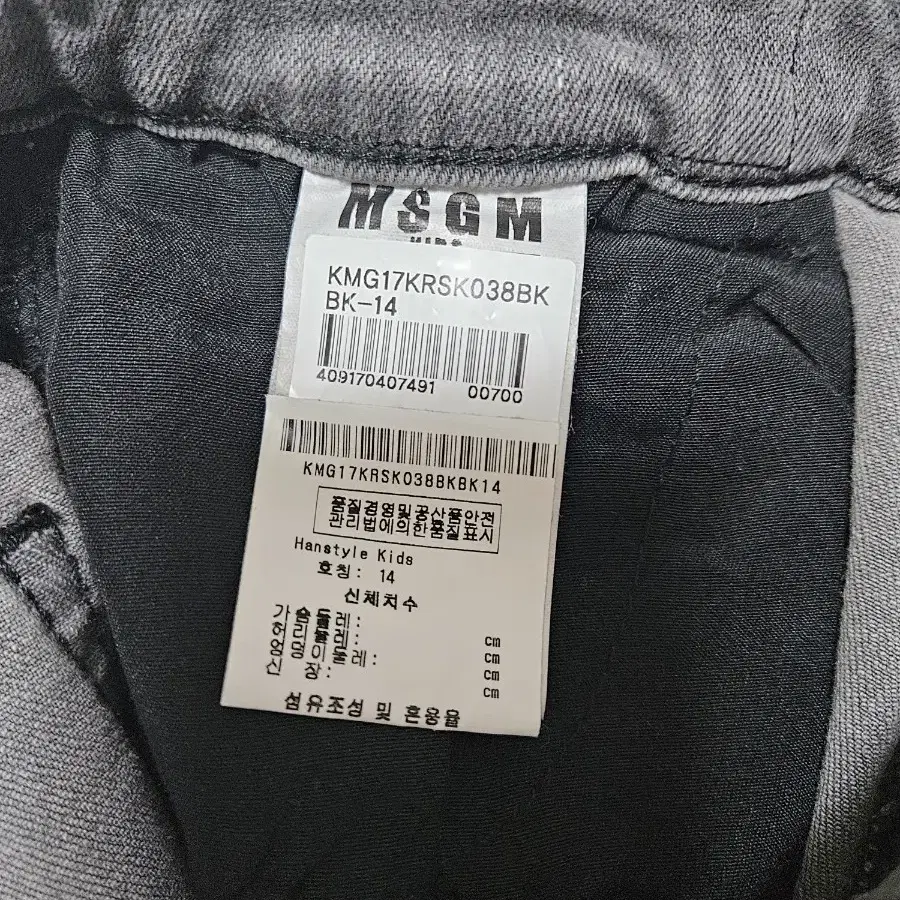 MSGM
KIDS
KMG17KRSK038BK
BK-14
409170407491 00700
KMG17KRSK038BKBK14
품질경영및공산품안전
관리법에의한품질표시
Hanstyle Kids
호칭: 14
신체치수
가슴둘레: cm
허리둘레: cm
엉덩이둘레: cm
신 장: cm
섬유조성 및 혼용율